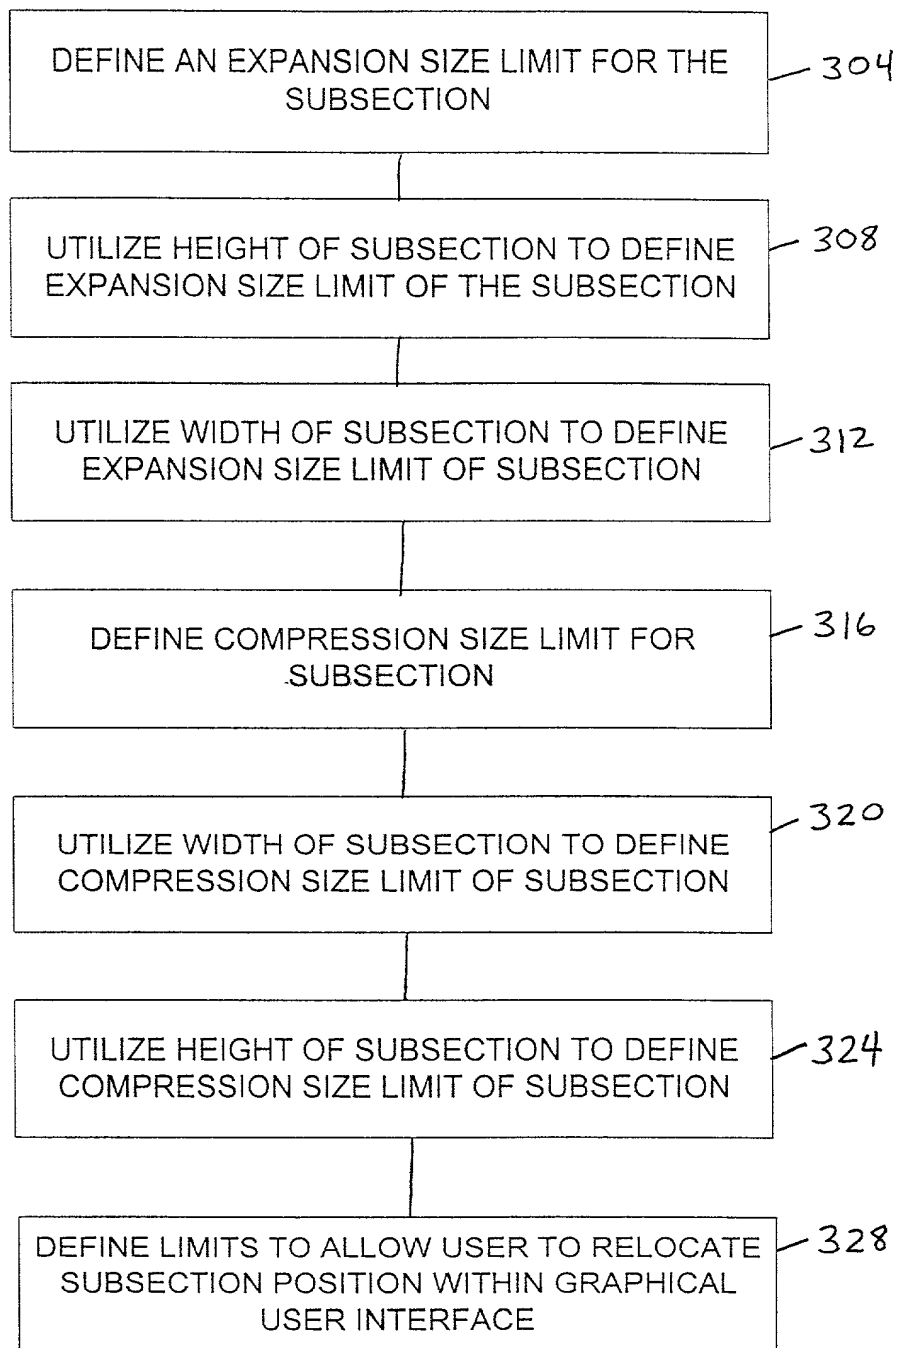 DEFINE AN EXPANSION SIZE LIMIT FOR THE
SUBSECTION
304
UTILIZE HEIGHT OF SUBSECTION TO DEFINE
EXPANSION SIZE LIMIT OF THE SUBSECTION
308
UTILIZE WIDTH OF SUBSECTION TO DEFINE
EXPANSION SIZE LIMIT OF SUBSECTION
312
DEFINE COMPRESSION SIZE LIMIT FOR
SUBSECTION
316
UTILIZE WIDTH OF SUBSECTION TO DEFINE
COMPRESSION SIZE LIMIT OF SUBSECTION
320
UTILIZE HEIGHT OF SUBSECTION TO DEFINE
COMPRESSION SIZE LIMIT OF SUBSECTION
324
DEFINE LIMITS TO ALLOW USER TO RELOCATE
SUBSECTION POSITION WITHIN GRAPHICAL
USER INTERFACE
328